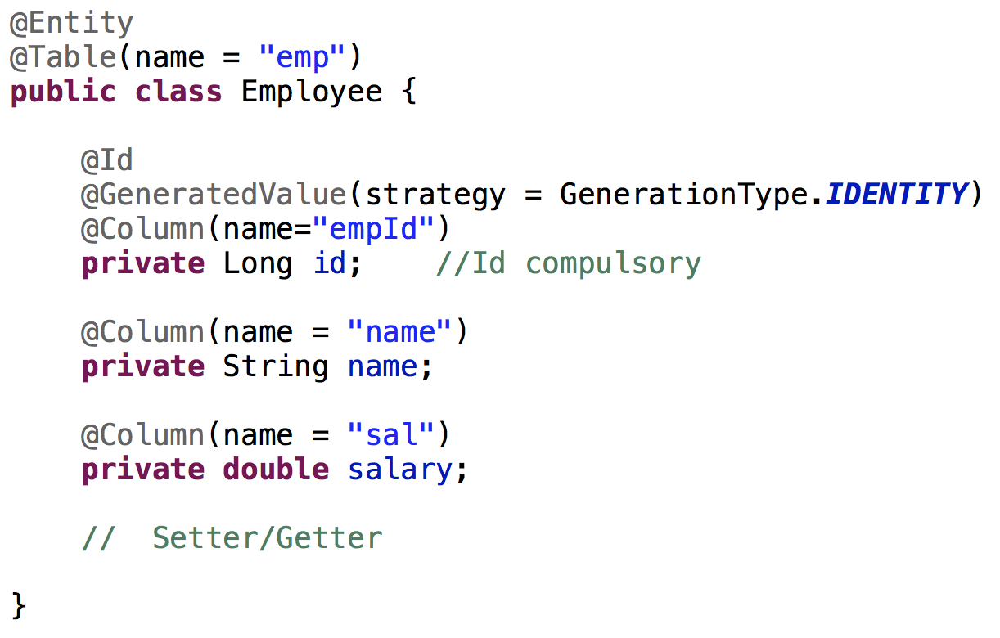 @Entity
@Table(name = "emp")
public class Employee {
@Id
@GeneratedValue(strategy = GenerationType.IDENTITY)
@Column(name="empId")
private Long id;    //Id compulsory
@Column(name = "name")
private String name;
@Column(name = "sal")
private double salary;
//  Setter/Getter
}